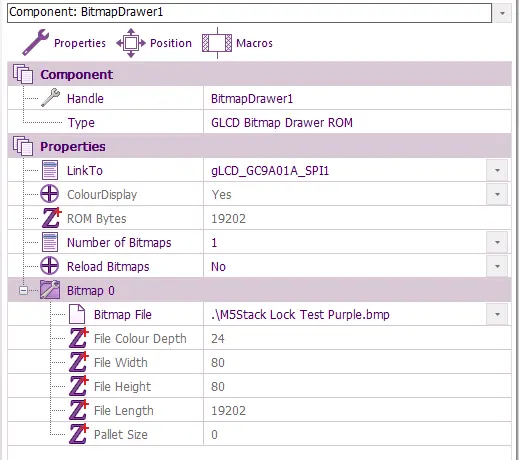 Component: BitmapDrawer1
Properties Position Macros
Component
Handle BitmapDrawer1
Type GLCD Bitmap Drawer ROM
Properties
LinkTo gLCD_GC9A01A_SPI1
ColourDisplay Yes
ROM Bytes 19202
Number of Bitmaps 1
Reload Bitmaps No
Bitmap 0
Bitmap File .\M5Stack Lock Test Purple.bmp
File Colour Depth 24
File Width 80
File Height 80
File Length 19202
Pallet Size 0